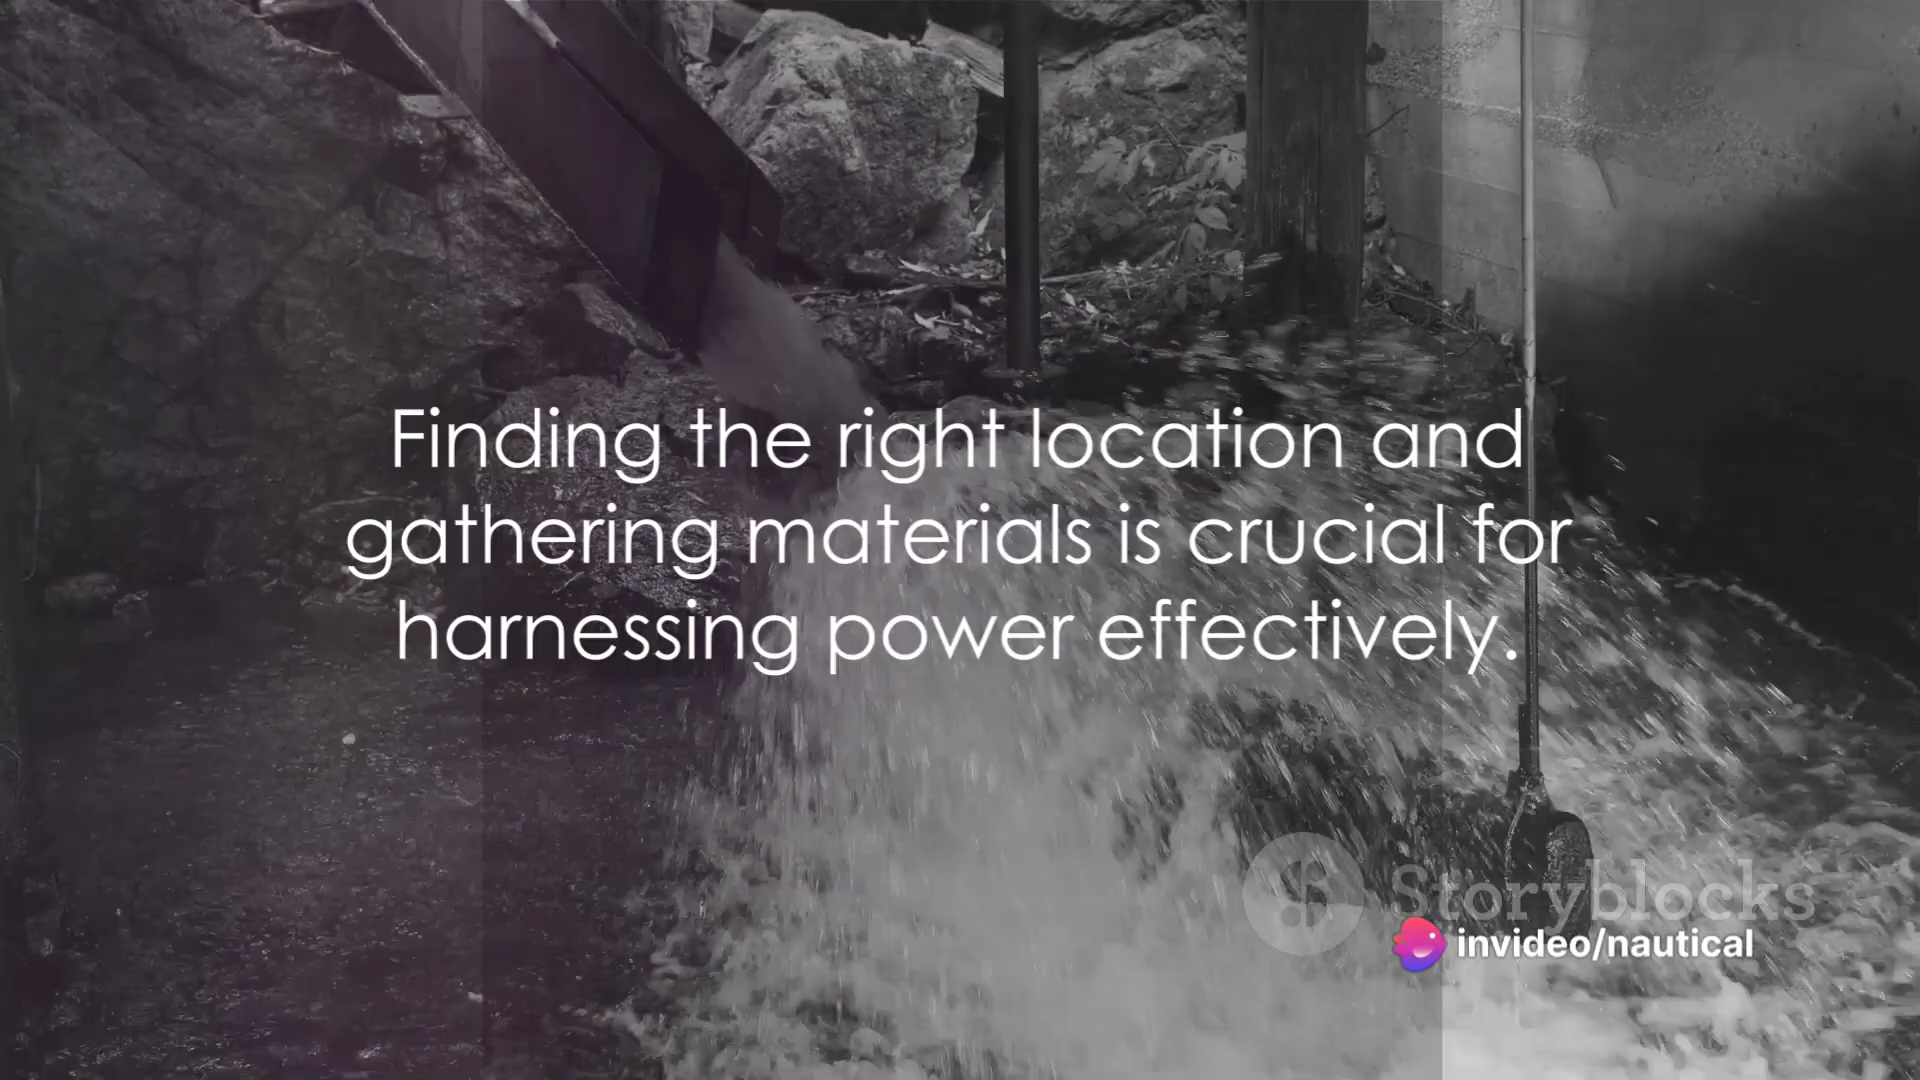 Finding the right location and
gathering materials is crucial for
harnessing power effectively.
Storyblocks
invideo/nautical